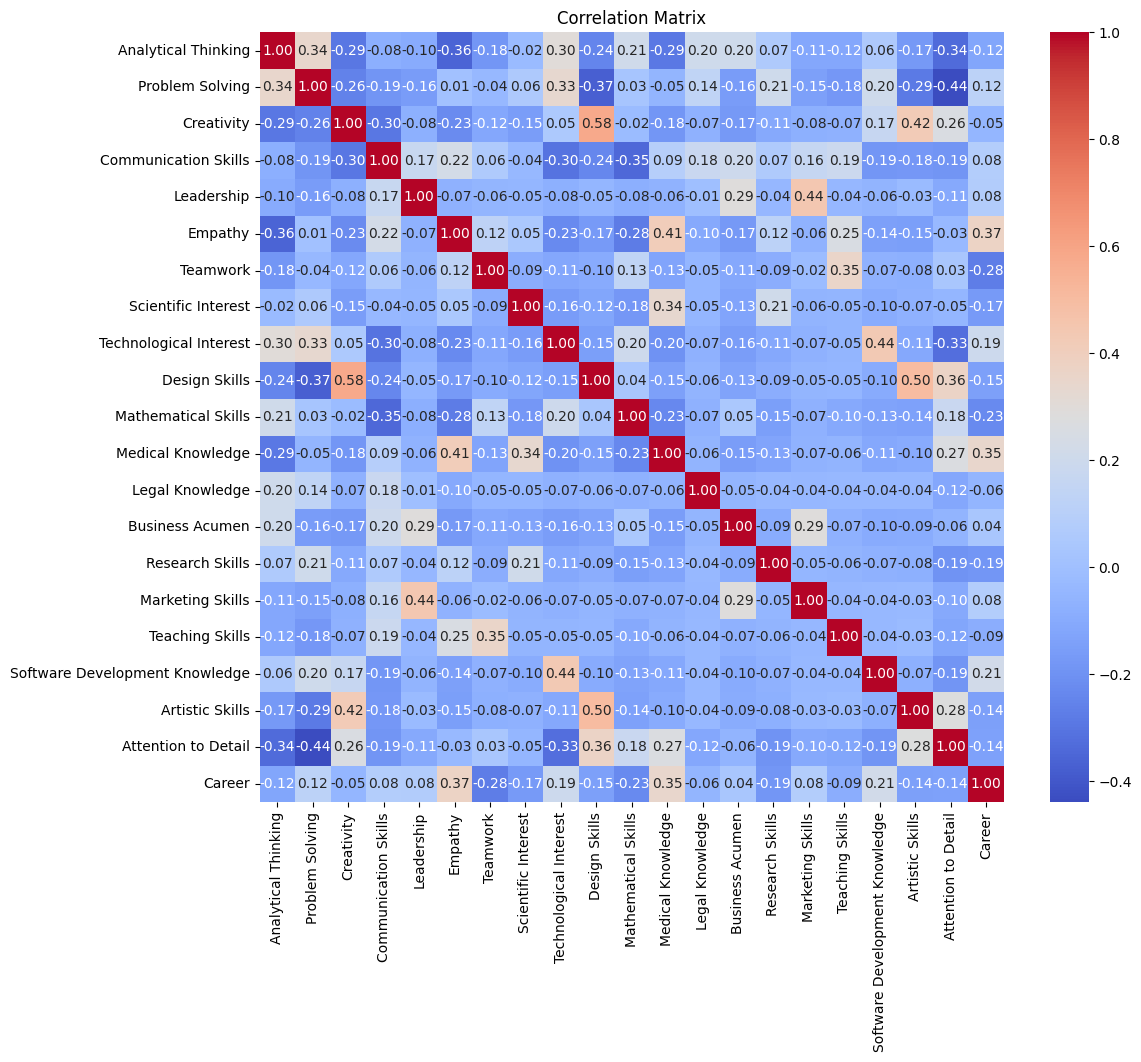 Correlation Matrix
Analytical Thinking 1.00 0.34 -0.29 -0.08 -0.10 -0.36 -0.18 -0.02 0.30 -0.24 0.21 -0.29 0.20 0.20 0.07 -0.11 -0.12 0.06 -0.17 -0.34 -0.12
Problem Solving 0.34 1.00 -0.26 -0.19 -0.16 0.01 -0.04 0.06 0.33 -0.37 0.03 -0.05 0.14 -0.16 0.21 -0.15 -0.18 0.20 -0.29 -0.44 0.12
Creativity -0.29 -0.26 1.00 -0.30 -0.08 -0.23 -0.12 -0.15 0.05 0.58 -0.02 -0.18 -0.07 -0.17 -0.11 -0.08 -0.07 0.17 0.42 0.26 -0.05
Communication Skills -0.08 -0.19 -0.30 1.00 0.17 0.22 0.06 -0.04 -0.30 -0.24 -0.35 0.09 0.18 0.20 0.07 0.16 0.19 -0.19 -0.18 -0.19 0.08
Leadership -0.10 -0.16 -0.08 0.17 1.00 -0.07 -0.06 -0.05 -0.08 -0.05 -0.08 -0.06 -0.01 0.29 -0.04 0.44 -0.04 -0.06 -0.03 -0.11 0.08
Empathy -0.36 0.01 -0.23 0.22 -0.07 1.00 0.12 0.05 -0.23 -0.17 -0.28 0.41 -0.10 -0.17 0.12 -0.06 0.25 -0.14 -0.15 -0.03 0.37
Teamwork -0.18 -0.04 -0.12 0.06 -0.06 0.12 1.00 -0.09 -0.11 -0.10 0.13 -0.13 -0.05 -0.11 -0.09 -0.02 0.35 -0.07 -0.08 0.03 -0.28
Scientific Interest -0.02 0.06 -0.15 -0.04 -0.05 0.05 -0.09 1.00 -0.16 -0.12 -0.18 0.34 -0.05 -0.13 0.21 -0.06 -0.05 -0.10 -0.07 -0.05 -0.17
Technological Interest 0.30 0.33 0.05 -0.30 -0.08 -0.23 -0.11 -0.16 1.00 -0.15 0.20 -0.20 -0.07 -0.16 -0.11 -0.07 -0.05 0.44 -0.11 -0.33 0.19
Design Skills -0.24 -0.37 0.58 -0.24 -0.05 -0.17 -0.10 -0.12 -0.15 1.00 0.04 -0.15 -0.06 -0.13 -0.09 -0.05 -0.05 -0.10 0.50 0.36 -0.15
Mathematical Skills 0.21 0.03 -0.02 -0.35 -0.08 -0.28 0.13 -0.18 0.20 0.04 1.00 -0.23 -0.07 0.05 -0.15 -0.07 -0.10 -0.13 -0.14 0.18 -0.23
Medical Knowledge -0.29 -0.05 -0.18 0.09 -0.06 0.41 -0.13 0.34 -0.20 -0.15 -0.23 1.00 -0.06 -0.15 -0.13 -0.07 -0.06 -0.11 -0.10 0.27 0.35
Legal Knowledge 0.20 0.14 -0.07 0.18 -0.01 -0.10 -0.05 -0.05 -0.07 -0.06 -0.07 -0.06 1.00 -0.05 -0.04 -0.04 -0.04 -0.04 -0.04 -0.12 -0.06
Business Acumen 0.20 -0.16 -0.17 0.20 0.29 -0.17 -0.11 -0.13 -0.16 -0.13 0.05 -0.15 -0.05 1.00 -0.09 0.29 -0.07 -0.10 -0.09 -0.06 0.04
Research Skills 0.07 0.21 -0.11 0.07 -0.04 0.12 -0.09 0.21 -0.11 -0.09 -0.15 -0.13 -0.04 -0.09 1.00 -0.05 -0.06 -0.07 -0.08 -0.19 -0.19
Marketing Skills -0.11 -0.15 -0.08 0.16 0.44 -0.06 -0.02 -0.06 -0.07 -0.05 -0.07 -0.07 -0.04 0.29 -0.05 1.00 -0.04 -0.04 -0.03 -0.10 0.08
Teaching Skills -0.12 -0.18 -0.07 0.19 -0.04 0.25 0.35 -0.05 -0.05 -0.05 -0.10 -0.06 -0.04 -0.07 -0.06 -0.04 1.00 -0.04 -0.03 -0.12 -0.09
Software Development Knowledge 0.06 0.20 0.17 -0.19 -0.06 -0.14 -0.07 -0.10 0.44 -0.10 -0.13 -0.11 -0.04 -0.10 -0.07 -0.04 -0.04 1.00 -0.07 -0.19 0.21
Artistic Skills -0.17 -0.29 0.42 -0.18 -0.03 -0.15 -0.08 -0.07 -0.11 0.50 -0.14 -0.10 -0.04 -0.09 -0.08 -0.03 -0.03 -0.07 1.00 0.28 -0.14
Attention to Detail -0.34 -0.44 0.26 -0.19 -0.11 -0.03 0.03 -0.05 -0.33 0.36 0.18 0.27 -0.12 -0.06 -0.19 -0.10 -0.12 -0.19 0.28 1.00 -0.14
Career -0.12 0.12 -0.05 0.08 0.08 0.37 -0.28 -0.17 0.19 -0.15 -0.23 0.35 -0.06 0.04 -0.19 0.08 -0.09 0.21 -0.14 -0.14 1.00
Analytical Thinking
Problem Solving
Creativity
Communication Skills
Leadership
Empathy
Teamwork
Scientific Interest
Technological Interest
Design Skills
Mathematical Skills
Medical Knowledge
Legal Knowledge
Business Acumen
Research Skills
Marketing Skills
Teaching Skills
Software Development Knowledge
Artistic Skills
Attention to Detail
Career
1.0
0.8
0.6
0.4
0.2
0.0
−0.2
−0.4